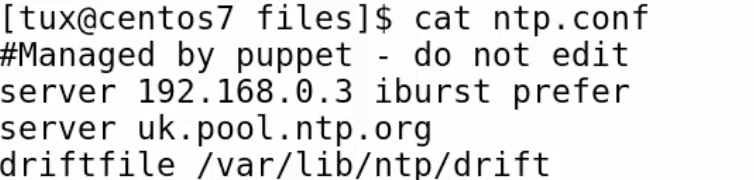 [tux@centos7 files]$ cat ntp.conf
#Managed by puppet - do not edit
server 192.168.0.3 iburst prefer
server uk.pool.ntp.org
driftfile /var/lib/ntp/drift